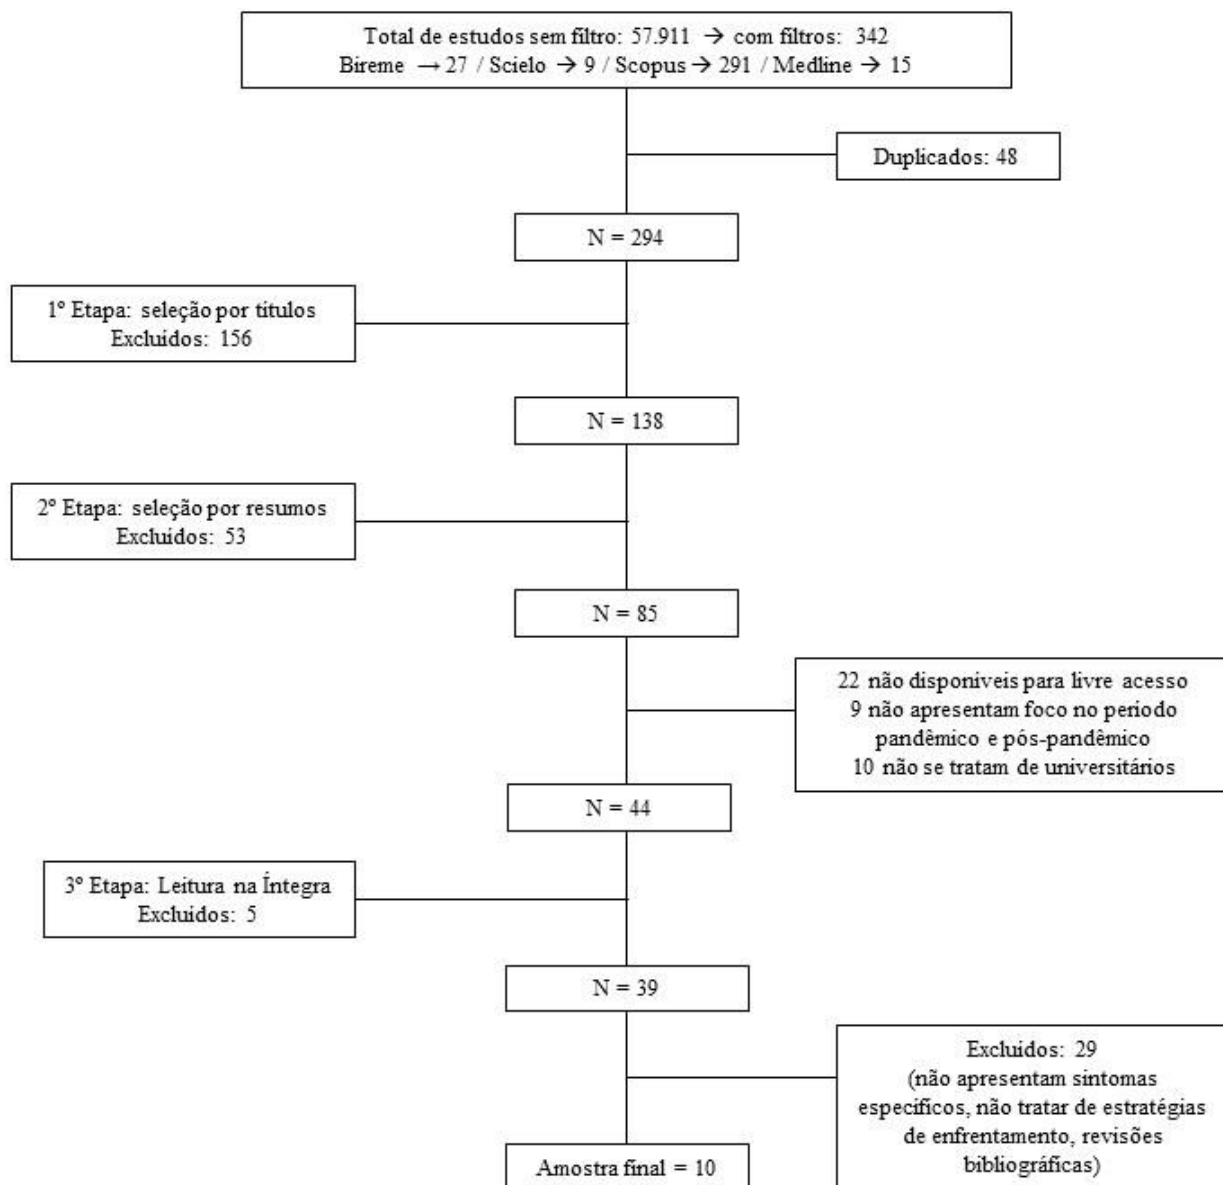 Total de estudos sem filtro: 57.911 → com filtros: 342
Bireme → 27 / Scielo → 9 / Scopus → 291 / Medline → 15
Duplicados: 48
N = 294
1º Etapa: seleção por títulos
Excluídos: 156
N = 138
2º Etapa: seleção por resumos
Excluídos: 53
N = 85
22 não disponíveis para livre acesso
9 não apresentam foco no período
pandêmico e pós-pandêmico
10 não se tratam de universitários
N = 44
3º Etapa: Leitura na Íntegra
Excluídos: 5
N = 39
Excluídos: 29
(não apresentam sintomas
específicos, não tratar de estratégias
de enfrentamento, revisões
bibliográficas)
Amostra final = 10